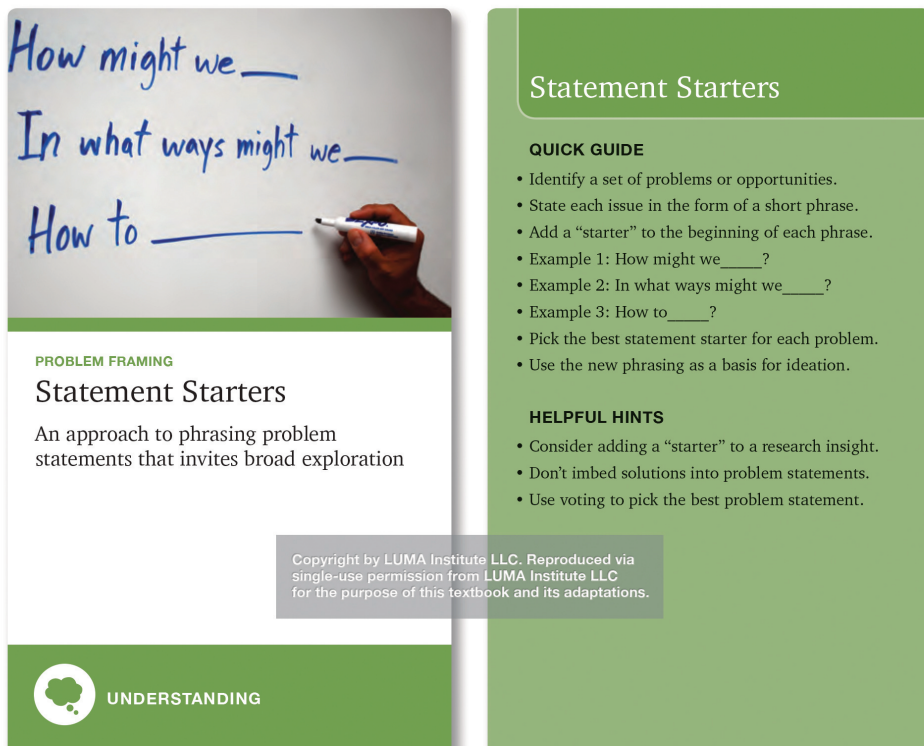 How might we___
In what ways might we___
How to ___
PROBLEM FRAMING
Statement Starters
An approach to phrasing problem
statements that invites broad exploration
UNDERSTANDING
Statement Starters
QUICK GUIDE
• Identify a set of problems or opportunities.
• State each issue in the form of a short phrase.
• Add a “starter” to the beginning of each phrase.
• Example 1: How might we_____?
• Example 2: In what ways might we_____?
• Example 3: How to_____?
• Pick the best statement starter for each problem.
• Use the new phrasing as a basis for ideation.
HELPFUL HINTS
• Consider adding a “starter” to a research insight.
• Don’t imbed solutions into problem statements.
• Use voting to pick the best problem statement.
Copyright by LUMA Institute LLC. Reproduced via
single-use permission from LUMA Institute LLC
for the purpose of this textbook and its adaptations.